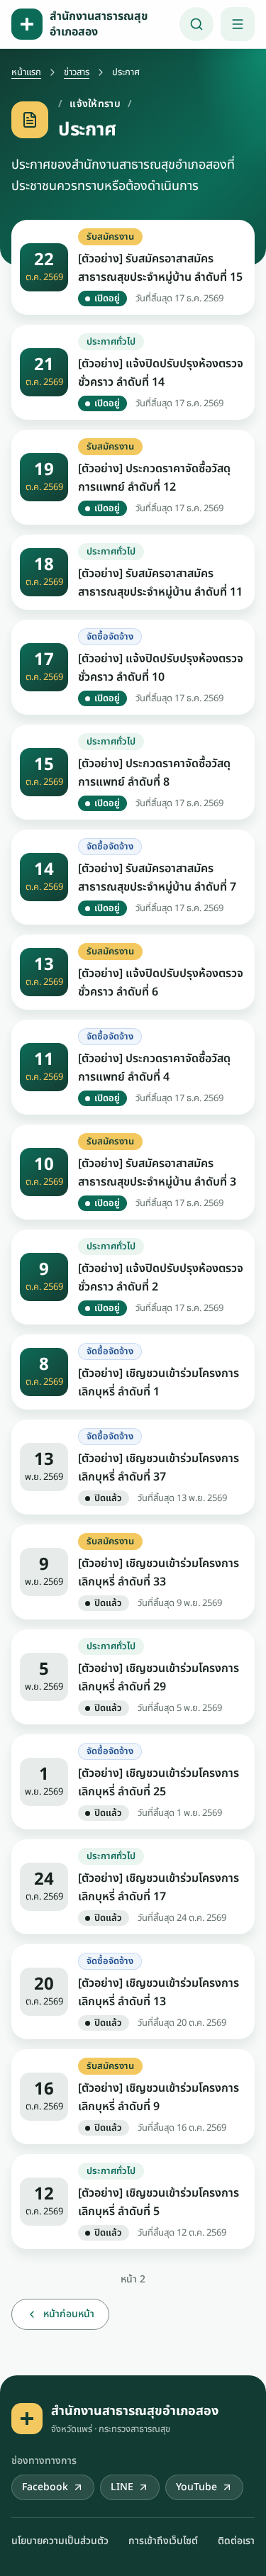 สำนักงานสาธารณสุข
อำเภอสอง
หน้าแรก > ข่าวสาร > ประกาศ
/ แจ้งให้ทราบ /
ประกาศ
ประกาศของสำนักงานสาธารณสุขอำเภอสองที่
ประชาชนควรทราบหรือต้องดำเนินการ
รับสมัครงาน
22
ต.ค. 2569
[ตัวอย่าง] รับสมัครอาสาสมัคร
สาธารณสุขประจำหมู่บ้าน ลำดับที่ 15
เปิดอยู่ วันที่สิ้นสุด 17 ธ.ค. 2569
ประกาศทั่วไป
21
ต.ค. 2569
[ตัวอย่าง] แจ้งปิดปรับปรุงห้องตรวจ
ชั่วคราว ลำดับที่ 14
เปิดอยู่ วันที่สิ้นสุด 17 ธ.ค. 2569
รับสมัครงาน
19
ต.ค. 2569
[ตัวอย่าง] ประกวดราคาจัดซื้อวัสดุ
การแพทย์ ลำดับที่ 12
เปิดอยู่ วันที่สิ้นสุด 17 ธ.ค. 2569
ประกาศทั่วไป
18
ต.ค. 2569
[ตัวอย่าง] รับสมัครอาสาสมัคร
สาธารณสุขประจำหมู่บ้าน ลำดับที่ 11
จัดซื้อจัดจ้าง
17
ต.ค. 2569
[ตัวอย่าง] แจ้งปิดปรับปรุงห้องตรวจ
ชั่วคราว ลำดับที่ 10
เปิดอยู่ วันที่สิ้นสุด 17 ธ.ค. 2569
ประกาศทั่วไป
15
ต.ค. 2569
[ตัวอย่าง] ประกวดราคาจัดซื้อวัสดุ
การแพทย์ ลำดับที่ 8
เปิดอยู่ วันที่สิ้นสุด 17 ธ.ค. 2569
จัดซื้อจัดจ้าง
14
ต.ค. 2569
[ตัวอย่าง] รับสมัครอาสาสมัคร
สาธารณสุขประจำหมู่บ้าน ลำดับที่ 7
เปิดอยู่ วันที่สิ้นสุด 17 ธ.ค. 2569
รับสมัครงาน
13
ต.ค. 2569
[ตัวอย่าง] แจ้งปิดปรับปรุงห้องตรวจ
ชั่วคราว ลำดับที่ 6
จัดซื้อจัดจ้าง
11
ต.ค. 2569
[ตัวอย่าง] ประกวดราคาจัดซื้อวัสดุ
การแพทย์ ลำดับที่ 4
เปิดอยู่ วันที่สิ้นสุด 17 ธ.ค. 2569
รับสมัครงาน
10
ต.ค. 2569
[ตัวอย่าง] รับสมัครอาสาสมัคร
สาธารณสุขประจำหมู่บ้าน ลำดับที่ 3
เปิดอยู่ วันที่สิ้นสุด 17 ธ.ค. 2569
ประกาศทั่วไป
9
ต.ค. 2569
[ตัวอย่าง] แจ้งปิดปรับปรุงห้องตรวจ
ชั่วคราว ลำดับที่ 2
เปิดอยู่ วันที่สิ้นสุด 17 ธ.ค. 2569
จัดซื้อจัดจ้าง
8
ต.ค. 2569
[ตัวอย่าง] เชิญชวนเข้าร่วมโครงการ
เลิกบุหรี่ ลำดับที่ 1
จัดซื้อจัดจ้าง
13
พ.ย. 2569
[ตัวอย่าง] เชิญชวนเข้าร่วมโครงการ
เลิกบุหรี่ ลำดับที่ 37
ปิดแล้ว วันที่สิ้นสุด 13 พ.ย. 2569
รับสมัครงาน
9
พ.ย. 2569
[ตัวอย่าง] เชิญชวนเข้าร่วมโครงการ
เลิกบุหรี่ ลำดับที่ 33
ปิดแล้ว วันที่สิ้นสุด 9 พ.ย. 2569
ประกาศทั่วไป
5
พ.ย. 2569
[ตัวอย่าง] เชิญชวนเข้าร่วมโครงการ
เลิกบุหรี่ ลำดับที่ 29
ปิดแล้ว วันที่สิ้นสุด 5 พ.ย. 2569
จัดซื้อจัดจ้าง
1
พ.ย. 2569
[ตัวอย่าง] เชิญชวนเข้าร่วมโครงการ
เลิกบุหรี่ ลำดับที่ 25
ปิดแล้ว วันที่สิ้นสุด 1 พ.ย. 2569
ประกาศทั่วไป
24
ต.ค. 2569
[ตัวอย่าง] เชิญชวนเข้าร่วมโครงการ
เลิกบุหรี่ ลำดับที่ 17
ปิดแล้ว วันที่สิ้นสุด 24 ต.ค. 2569
จัดซื้อจัดจ้าง
20
ต.ค. 2569
[ตัวอย่าง] เชิญชวนเข้าร่วมโครงการ
เลิกบุหรี่ ลำดับที่ 13
ปิดแล้ว วันที่สิ้นสุด 20 ต.ค. 2569
รับสมัครงาน
16
ต.ค. 2569
[ตัวอย่าง] เชิญชวนเข้าร่วมโครงการ
เลิกบุหรี่ ลำดับที่ 9
ปิดแล้ว วันที่สิ้นสุด 16 ต.ค. 2569
ประกาศทั่วไป
12
ต.ค. 2569
[ตัวอย่าง] เชิญชวนเข้าร่วมโครงการ
เลิกบุหรี่ ลำดับที่ 5
ปิดแล้ว วันที่สิ้นสุด 12 ต.ค. 2569
หน้า 2
หน้าก่อนหน้า
สำนักงานสาธารณสุขอำเภอสอง
จังหวัดแพร่ · กระทรวงสาธารณสุข
ช่องทางทางการ
Facebook LINE YouTube
นโยบายความเป็นส่วนตัว การเข้าถึงเว็บไซต์ ติดต่อเรา